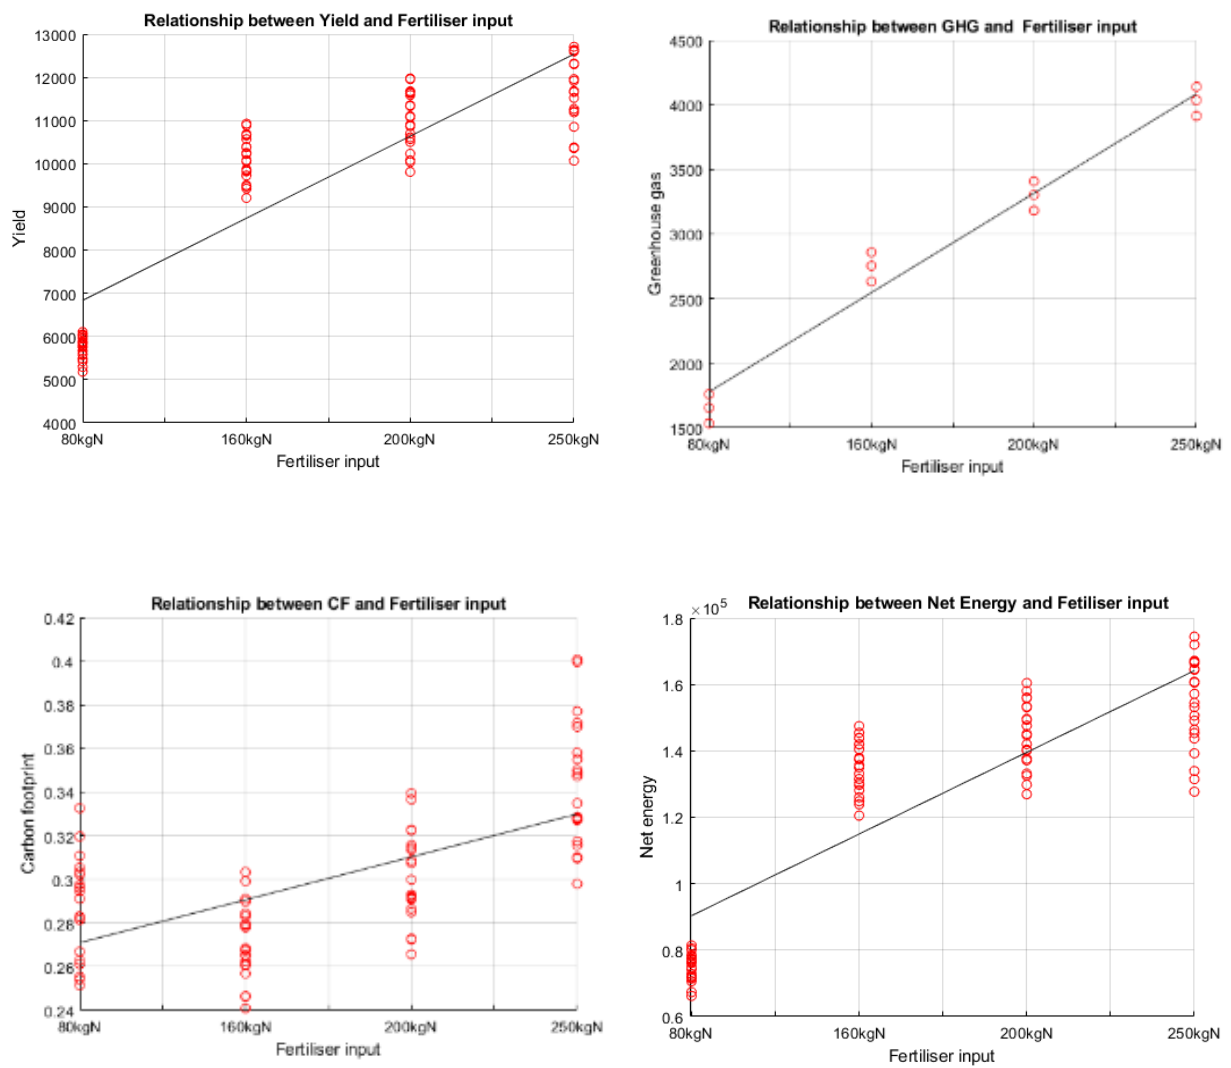 Relationship between Yield and Fertiliser input
13000
12000
11000
10000
9000
8000
7000
6000
5000
4000
Yield
80kgN 160kgN 200kgN 250kgN
Fertiliser input
Relationship between GHG and Fertiliser input
4500
4000
3500
3000
2500
2000
1500
Greenhouse gas
80kgN 160kgN 200kgN 250kgN
Fertiliser input
Relationship between CF and Fertiliser input
0.42
0.4
0.38
0.36
0.34
0.32
0.3
0.28
0.26
0.24
Carbon footprint
80kgN 160kgN 200kgN 250kgN
Fertiliser input
Relationship between Net Energy and Fetiliser input
×10⁵
1.8
1.6
1.4
1.2
1
0.8
0.6
Net energy
80kgN 160kgN 200kgN 250kgN
Fertiliser input